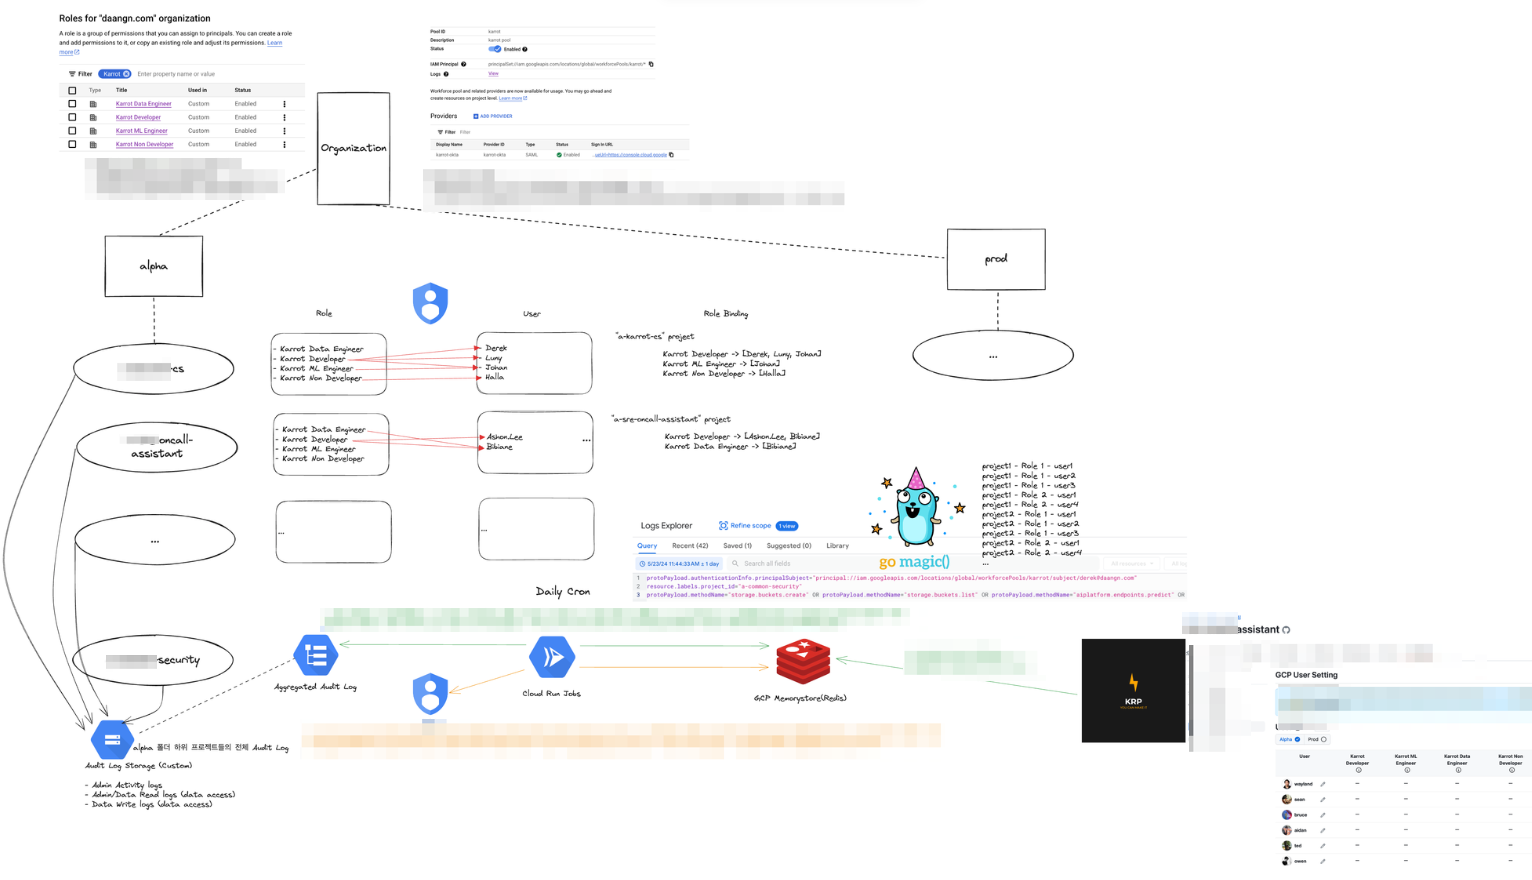 Roles for "daangn.com" organization
A role is a group of permissions that you can assign to principals. You can create a role
and add permissions to it, or copy an existing role and adjust its permissions. Learn
more
Filter Karrot Enter property name or value
Type Title Used in Status
Karrot Data Engineer Custom Enabled
Karrot Developer Custom Enabled
Karrot ML Engineer Custom Enabled
Karrot Non Developer Custom Enabled
Organization
Pool ID karrot
Description karrot pool
Status Enabled
IAM Principal principalSet://iam.googleapis.com/locations/global/workforcePools/karrot/*
Logs View
Workforce pool and related providers are now available for usage. You may go ahead and
create resources on project level. Learn more
Providers ADD PROVIDER
Filter Filter
Display Name Provider ID Type Status Sign In URL
karrot-okta karrot-okta SAML Enabled
alpha
prod
...
Role
User
Role Binding
cs
- Karrot Data Engineer
- Karrot Developer
- Karrot ML Engineer
- Karrot Non Developer
- Derek
- Luny
- Johan
- Halla
"a-karrot-cs" project
Karrot Developer -> [Derek, Luny, Johan]
Karrot ML Engineer -> [Johan]
Karrot Non Developer -> [Halla]
oncall-
assistant
- Karrot Data Engineer
- Karrot Developer
- Karrot ML Engineer
- Karrot Non Developer
- Ashon.Lee
- Bibiane
...
"a-sre-oncall-assistant" project
Karrot Developer -> [Ashon.Lee, Bibiane]
Karrot Data Engineer -> [Bibiane]
...
...
...
go magic()
project1 - Role 1 - user1
project1 - Role 1 - user2
project1 - Role 1 - user3
project1 - Role 2 - user1
project1 - Role 2 - user4
project2 - Role 1 - user1
project2 - Role 1 - user2
project2 - Role 1 - user3
project2 - Role 2 - user1
project2 - Role 2 - user4
...
Logs Explorer Refine scope 1 view
Query Recent (42) Saved (1) Suggested (0) Library
5/23/24 11:44:33 AM ± 1 day Search all fields
1 protoPayload.authenticationInfo.principalSubject="principal://iam.googleapis.com/locations/global/workforcePools/karrot/subject/derek@daangn.com"
2 resource.labels.project_id="a-common-security"
3 protoPayload.methodName="storage.buckets.create" OR protoPayload.methodName="storage.buckets.list" OR protoPayload.methodName="aiplatform.endpoints.predict" OR
Daily Cron
security
Aggregated Audit Log
Cloud Run Jobs
GCP Memorystore(Redis)
KRP
alpha 폴더 하위 프로젝트들의 전체 Audit Log
Audit Log Storage (Custom)
- Admin Activity logs
- Admin/Data Read logs (data access)
- Data Write logs (data access)
assistant
GCP User Setting
Alpha Prod
User Karrot Developer Karrot ML Engineer Karrot Data Engineer Karrot Non Developer
wayland – – – –
sean – – – –
bruce – – – –
aidan – – – –
ted – – – –
owen – – – –